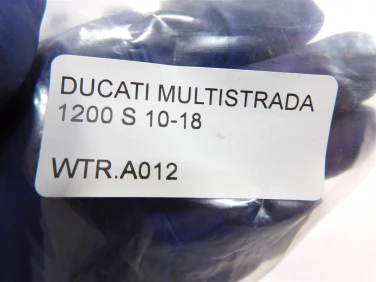 DUCATI MULTISTRADA
1200 S 10-18
WTR.A012